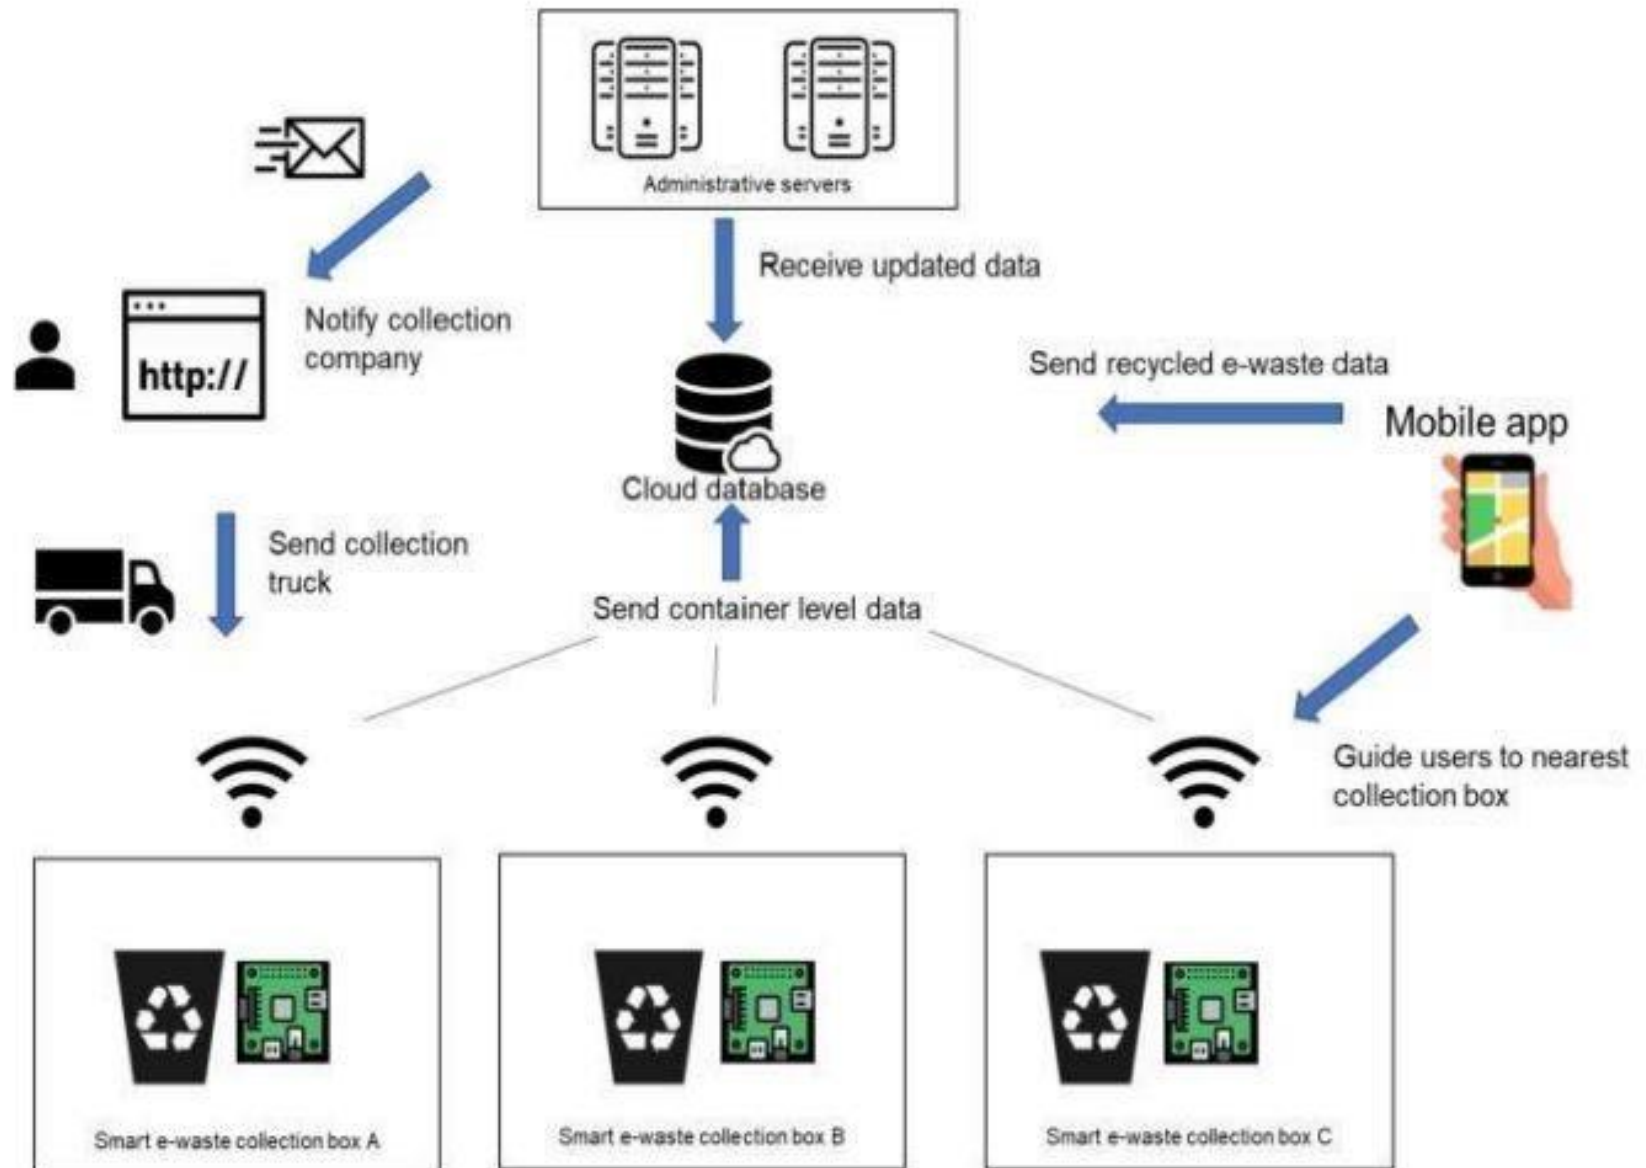 Administrative servers
Receive updated data
Notify collection
company
http://
Send recycled e-waste data
Mobile app
Cloud database
Send collection
truck
Send container level data
Guide users to nearest
collection box
Smart e-waste collection box A
Smart e-waste collection box B
Smart e-waste collection box C